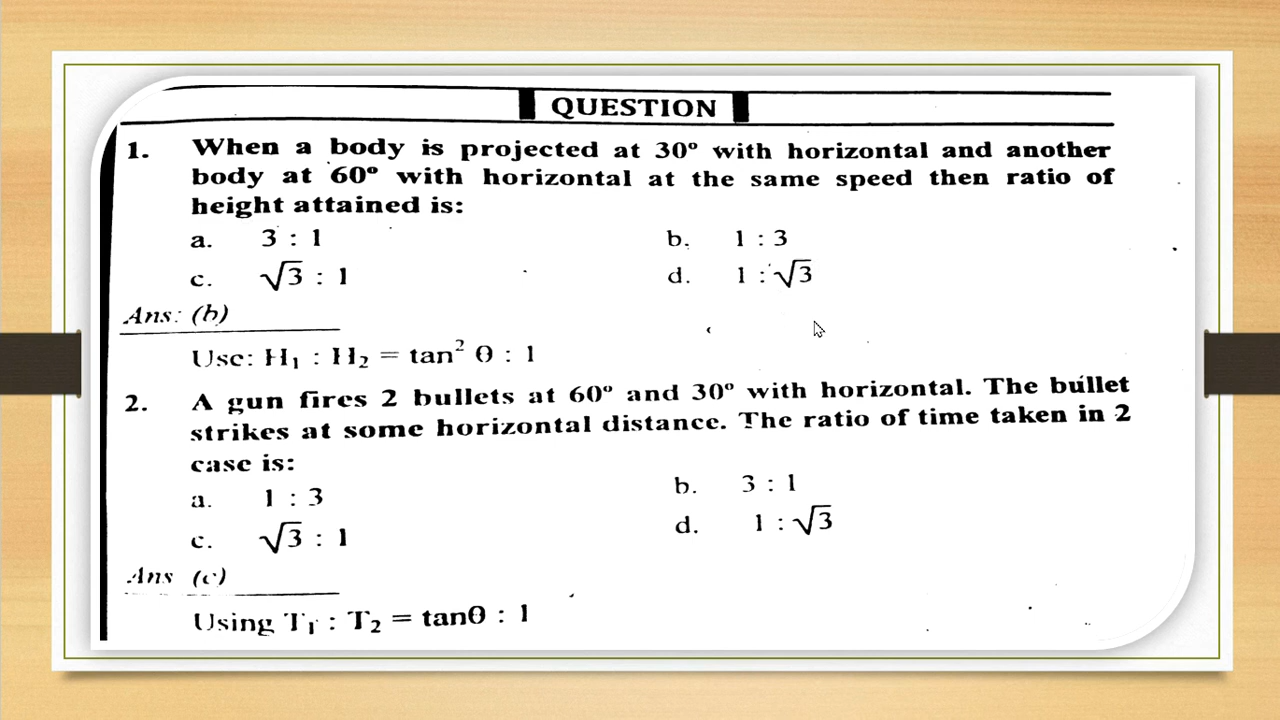 QUESTION
1. When a body is projected at 30° with horizontal and another
body at 60° with horizontal at the same speed then ratio of
height attained is:
a. 3 : 1 b. 1 : 3
c. √3 : 1 d. 1 : √3
Ans: (b)
Use: H₁ : H₂ = tan² θ : 1
2. A gun fires 2 bullets at 60° and 30° with horizontal. The bullet
strikes at some horizontal distance. The ratio of time taken in 2
case is:
a. 1 : 3 b. 3 : 1
c. √3 : 1 d. 1 : √3
Ans (c)
Using T₁ : T₂ = tanθ : 1